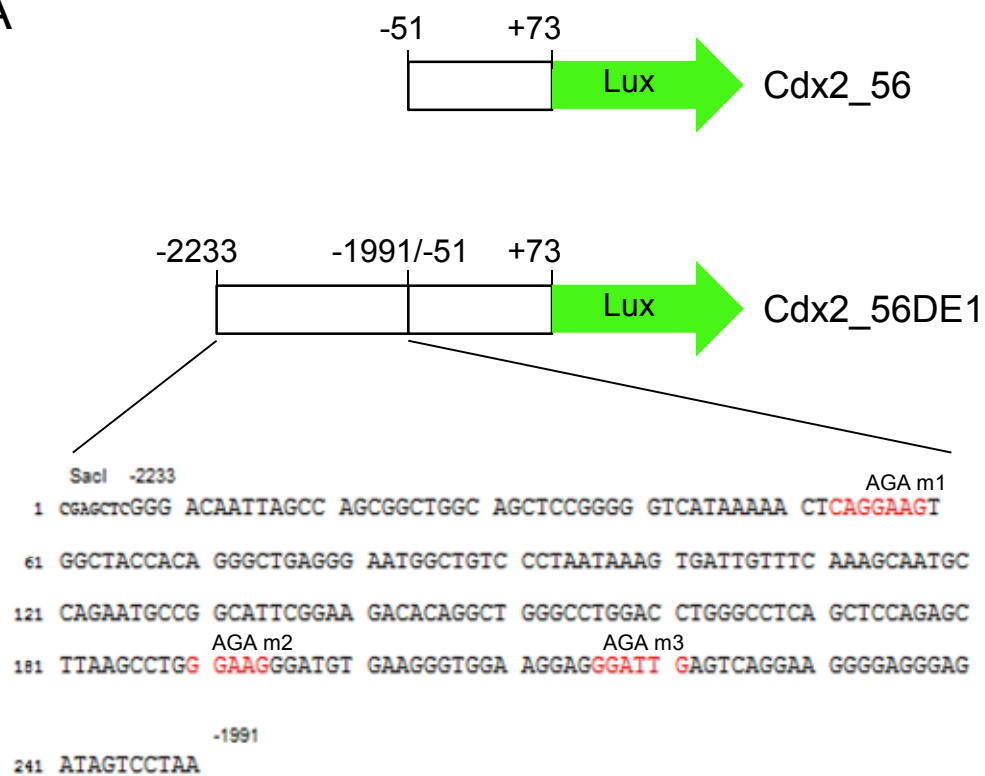 A
-51 +73
Lux Cdx2_56
-2233 -1991/-51 +73
Lux Cdx2_56DE1
SacI -2233
AGA m1
1 CGAGCTCGGG ACAATTAGCC AGCGGCTGGC AGCTCCGGGG GTCATAAAAA CTCAGGAAGT
61 GGCTACCACA GGGCTGAGGG AATGGCTGTC CCTAATAAAG TGATTGTTTC AAAGCAATGC
121 CAGAATGCCG GCATTCGGAA GACACAGGCT GGGCCTGGAC CTGGGCCTCA GCTCCAGAGC
AGA m2 AGA m3
181 TTAAGCCTGG GAAGGGATGT GAAGGGTGGA AGGAGGGATT GAGTCAGGAA GGGGAGGGAG
-1991
241 ATAGTCCTAA